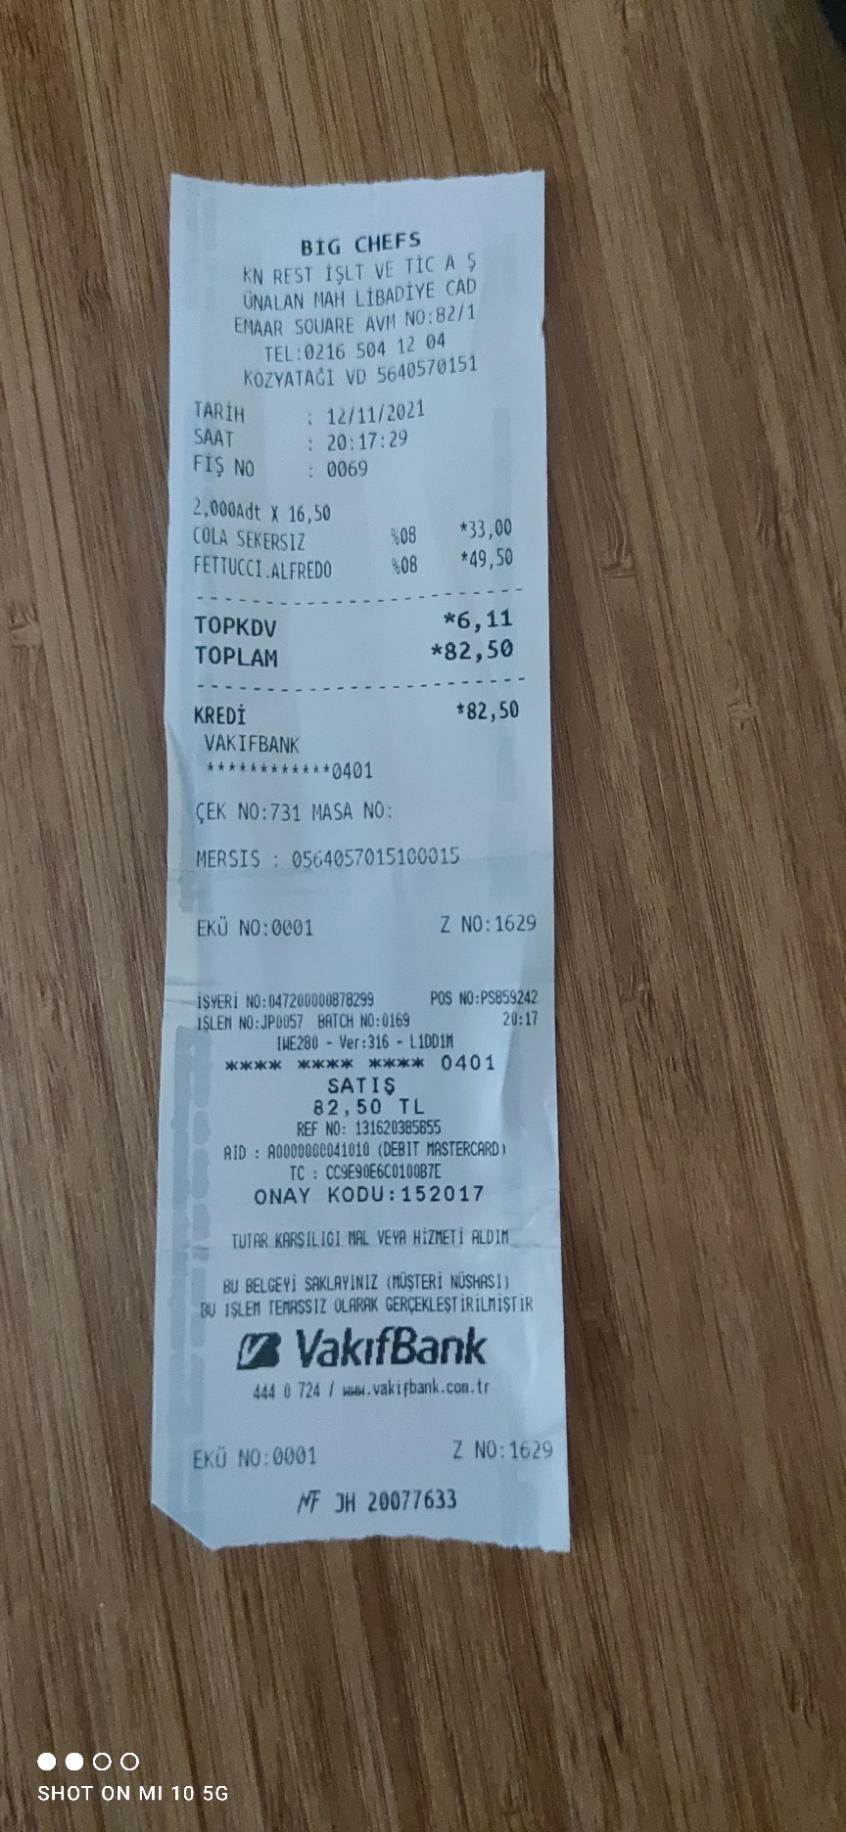 BİG CHEFS
KN REST İŞLT VE TİC A Ş
ÜNALAN MAH LİBADİYE CAD
EMAAR SOUARE AVM NO:82/1
TEL:0216 504 12 04
KOZYATAĞI VD 5640570151
TARİH : 12/11/2021
SAAT : 20:17:29
FİŞ NO : 0069
2,000Adt X 16,50
COLA SEKERSIZ %08 *33,00
FETTUCCI.ALFREDO %08 *49,50
TOPKDV *6,11
TOPLAM *82,50
KREDİ *82,50
VAKIFBANK
************0401
ÇEK NO:731 MASA NO:
MERSIS : 0564057015100015
EKÜ NO:0001 Z NO:1629
İŞYERİ NO:047200000878299 POS NO:PS859242
İŞLEM NO:JP0057 BATCH NO:0169 20:17
IWE280 - Ver:316 - L1DD1M
**** **** **** 0401
SATIŞ
82,50 TL
REF NO: 131620385855
AID : A0000000041010 (DEBIT MASTERCARD)
TC : CC9E90E6C0100B7E
ONAY KODU:152017
TUTAR KARŞILIĞI MAL VEYA HİZMETİ ALDIM
BU BELGEYİ SAKLAYINIZ (MÜŞTERİ NÜSHASI)
BU İŞLEM TEMASSIZ OLARAK GERÇEKLEŞTİRİLMİŞTİR
VakıfBank
444 0 724 / www.vakifbank.com.tr
EKÜ NO:0001 Z NO:1629
MF JH 20077633
SHOT ON MI 10 5G